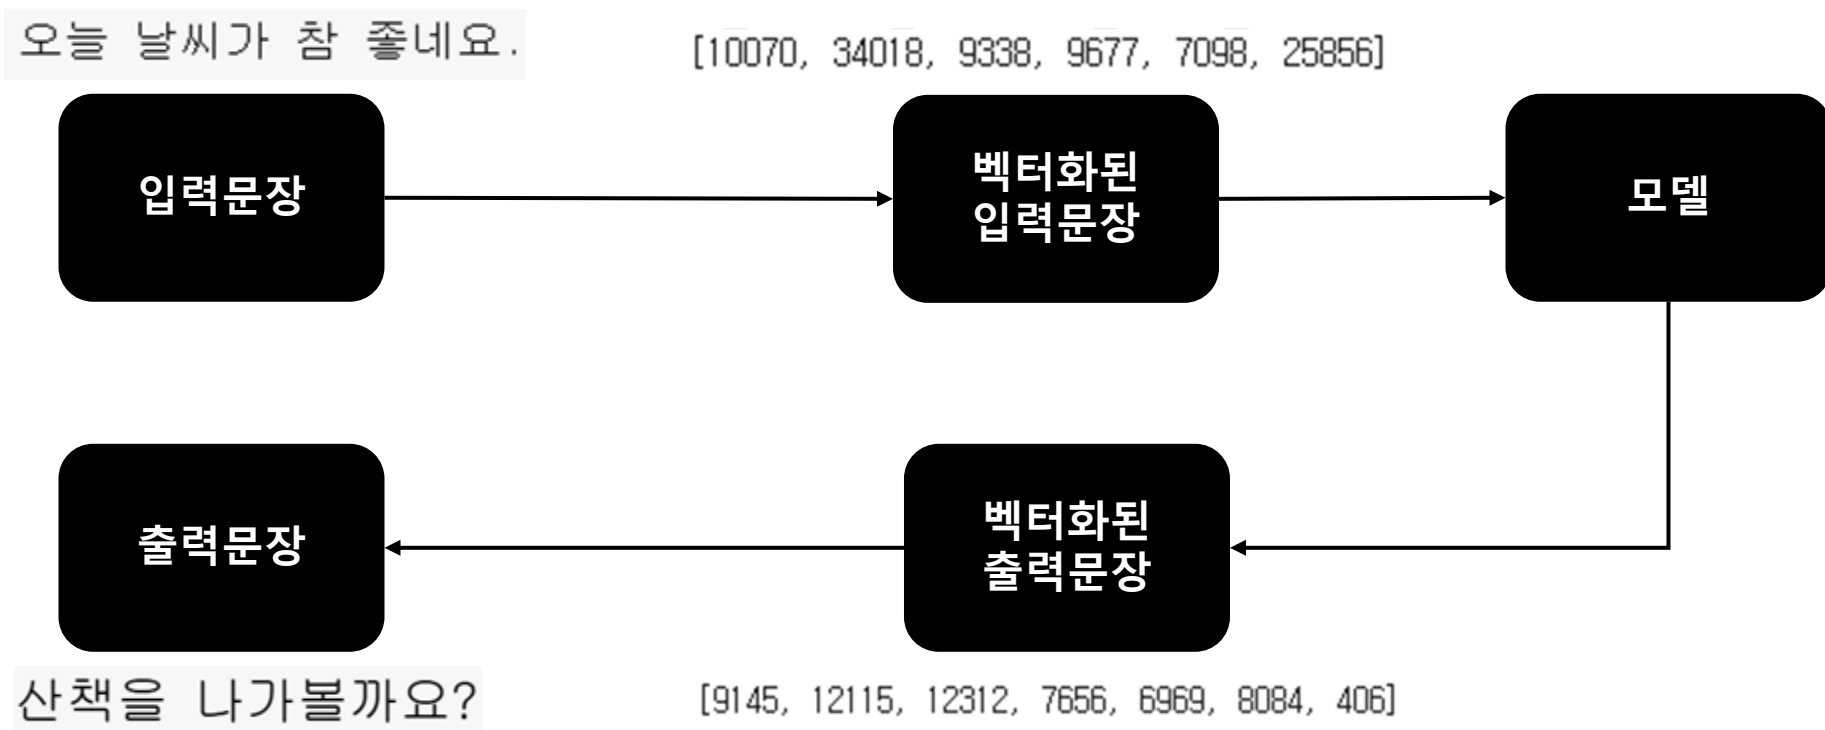 오늘 날씨가 참 좋네요.
[10070, 34018, 9338, 9677, 7098, 25856]
입력문장
벡터화된
입력문장
모델
출력문장
벡터화된
출력문장
산책을 나가볼까요?
[9145, 12115, 12312, 7656, 6969, 8084, 406]